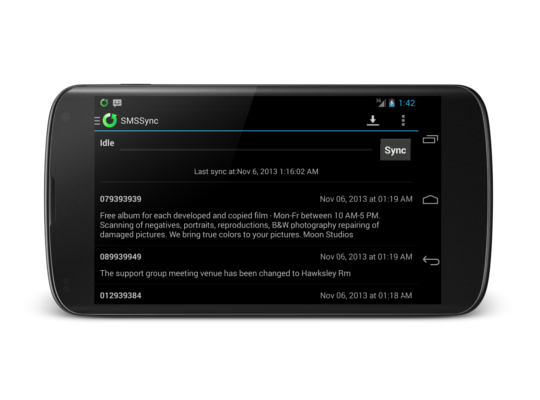 3G 1:42
SMSSync
Idle
Sync
Last sync at:Nov 6, 2013 1:16:02 AM
079393939 Nov 06, 2013 at 01:19 AM
Free album for each developed and copied film - Mon-Fr between 10 AM-5 PM.
Scanning of negatives, portraits, reproductions, B&W photography repairing of
damaged pictures. We bring true colors to your pictures. Moon Studios
089939949 Nov 06, 2013 at 01:19 AM
The support group meeting venue has been changed to Hawksley Rm
012939384 Nov 06, 2013 at 01:18 AM